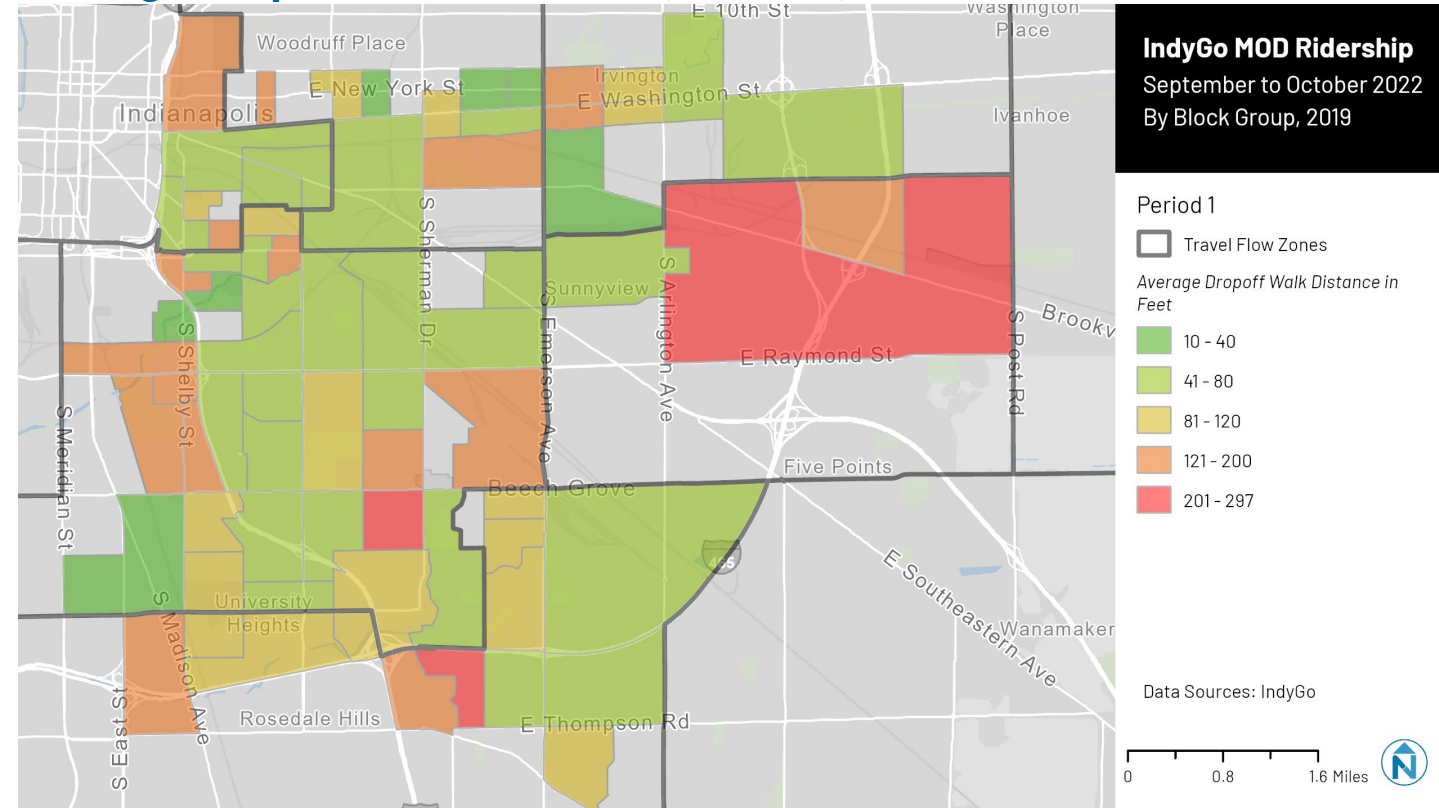 E 10th St
Washington
Place
Woodruff Place
Irvington
E New York St
E Washington St
Indianapolis
Ivanhoe
S Sherman Dr
Sunnyview
S Arlington Ave
S Emerson Ave
S Shelby St
E Raymond St
S Post Rd
Brookv
S Meridian St
Five Points
Beech Grove
465
E Southeastern Ave
S Madison Ave
University
Heights
Wanamaker
S East St
Rosedale Hills
E Thompson Rd
IndyGo MOD Ridership
September to October 2022
By Block Group, 2019
Period 1
Travel Flow Zones
Average Dropoff Walk Distance in
Feet
10 - 40
41 - 80
81 - 120
121 - 200
201 - 297
Data Sources: IndyGo
0 0.8 1.6 Miles
N